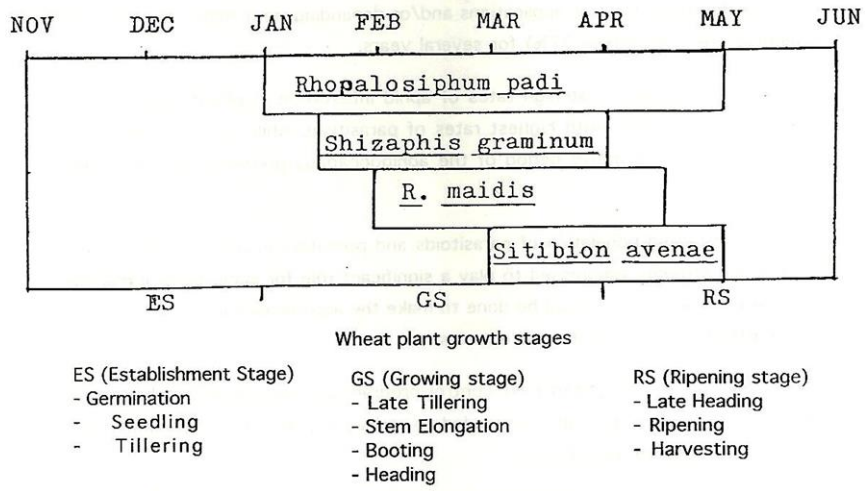 NOV DEC JAN FEB MAR APR MAY JUN
Rhopalosiphum padi
Shizaphis graminum
R. maidis
Sitibion avenae
ES GS RS
Wheat plant growth stages
ES (Establishment Stage)
- Germination
- Seedling
- Tillering
GS (Growing stage)
- Late Tillering
- Stem Elongation
- Booting
- Heading
RS (Ripening stage)
- Late Heading
- Ripening
- Harvesting